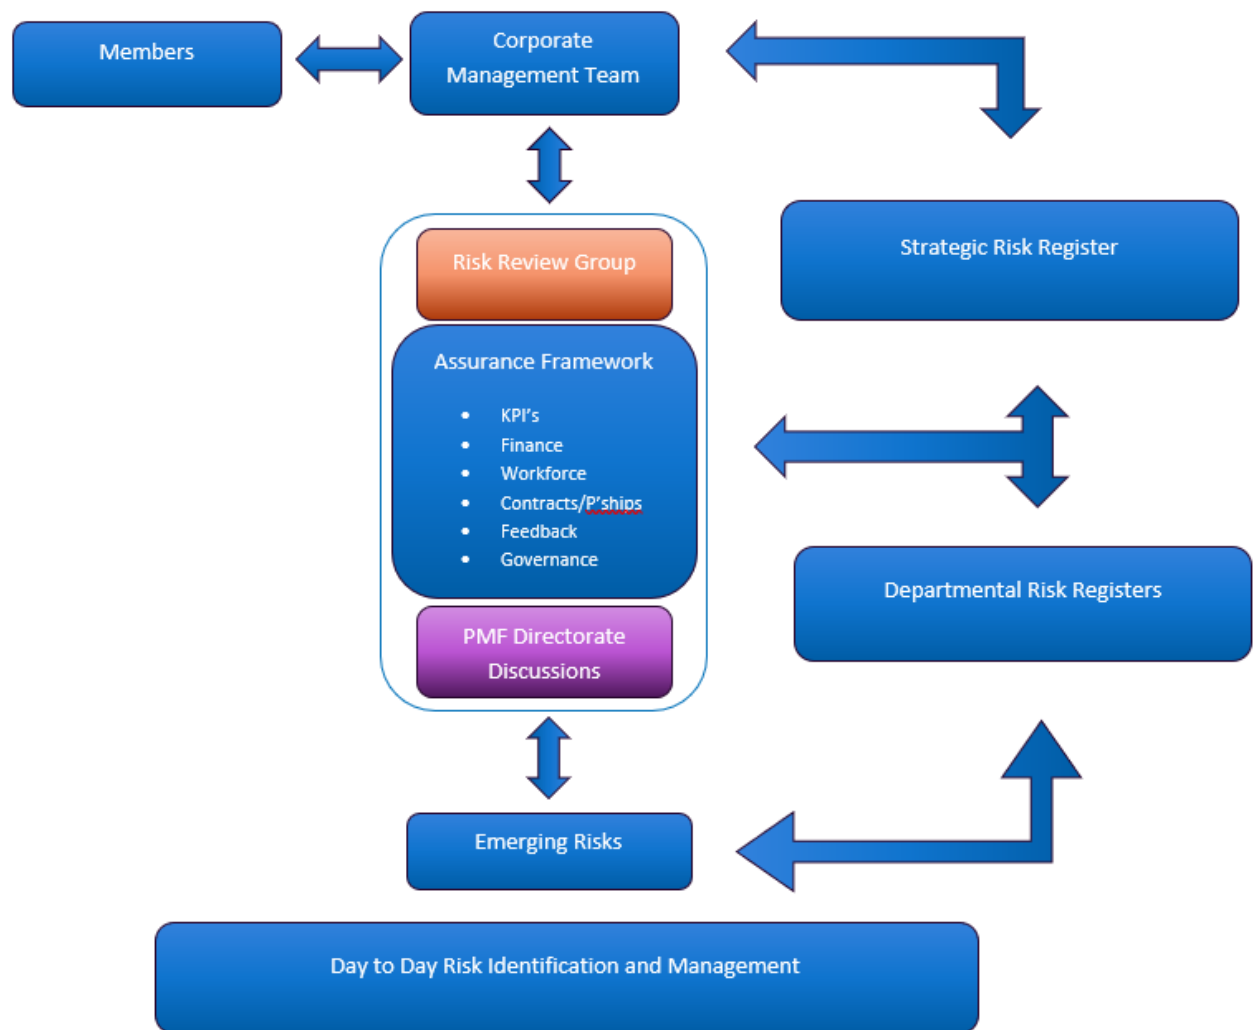 Members
Corporate
Management Team
Strategic Risk Register
Risk Review Group
Assurance Framework
• KPI's
• Finance
• Workforce
• Contracts/P'ships
• Feedback
• Governance
Departmental Risk Registers
PMF Directorate
Discussions
Emerging Risks
Day to Day Risk Identification and Management